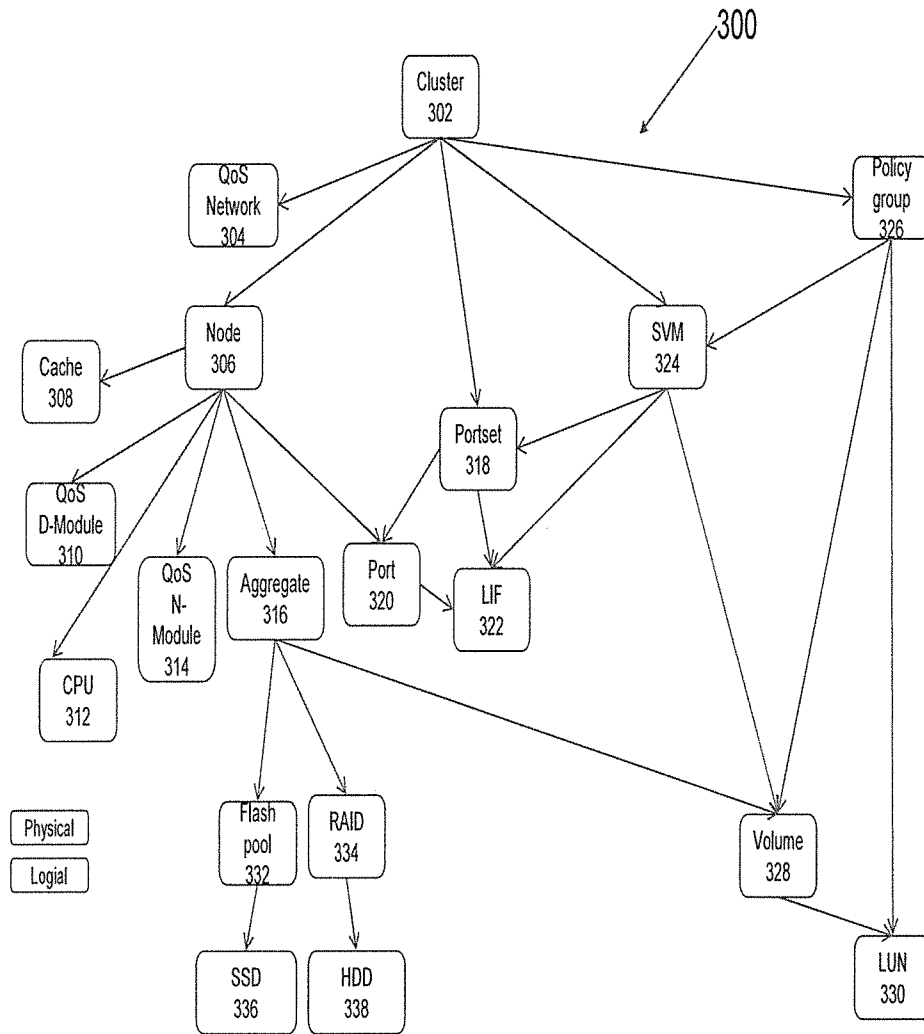 300
Cluster
302
QoS
Network
304
Policy
group
326
Node
306
SVM
324
Cache
308
Portset
318
QoS
D-Module
310
QoS
N-
Module
314
Aggregate
316
Port
320
LIF
322
CPU
312
Physical
Logial
Flash
pool
332
RAID
334
Volume
328
SSD
336
HDD
338
LUN
330